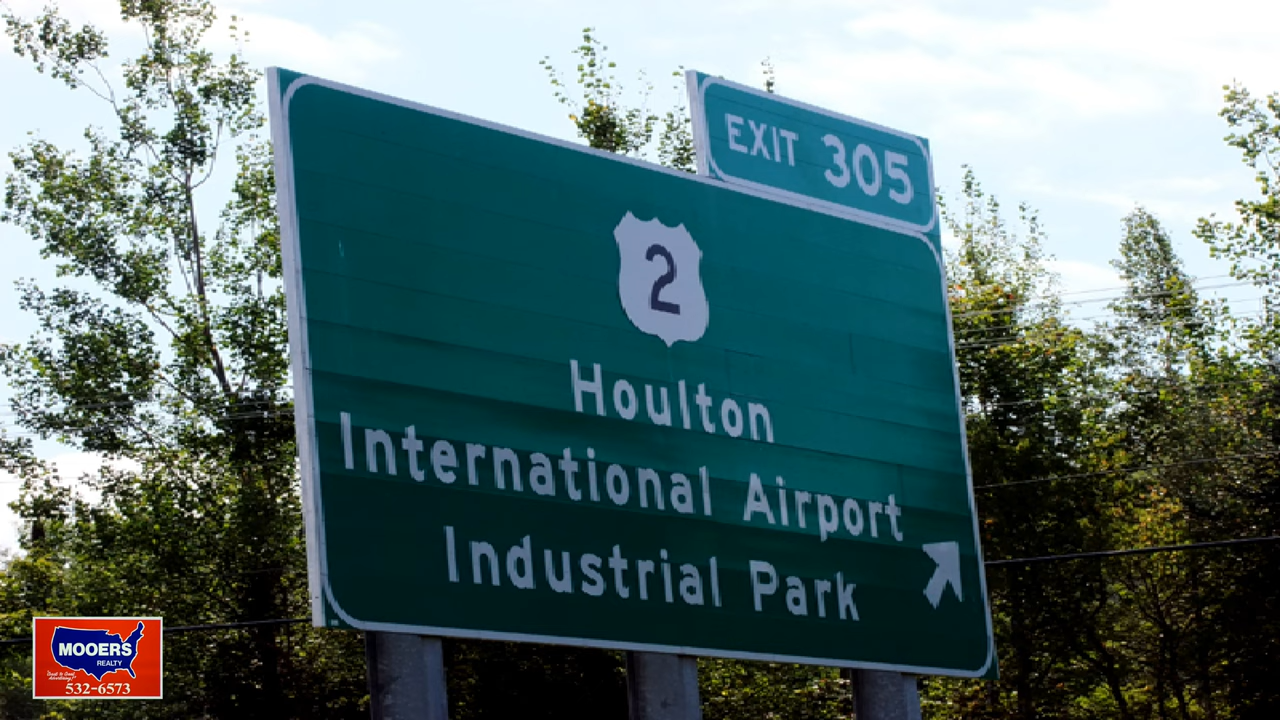 EXIT 305
2
Houlton
International Airport
Industrial Park
MOOERS
REALTY
532-6573